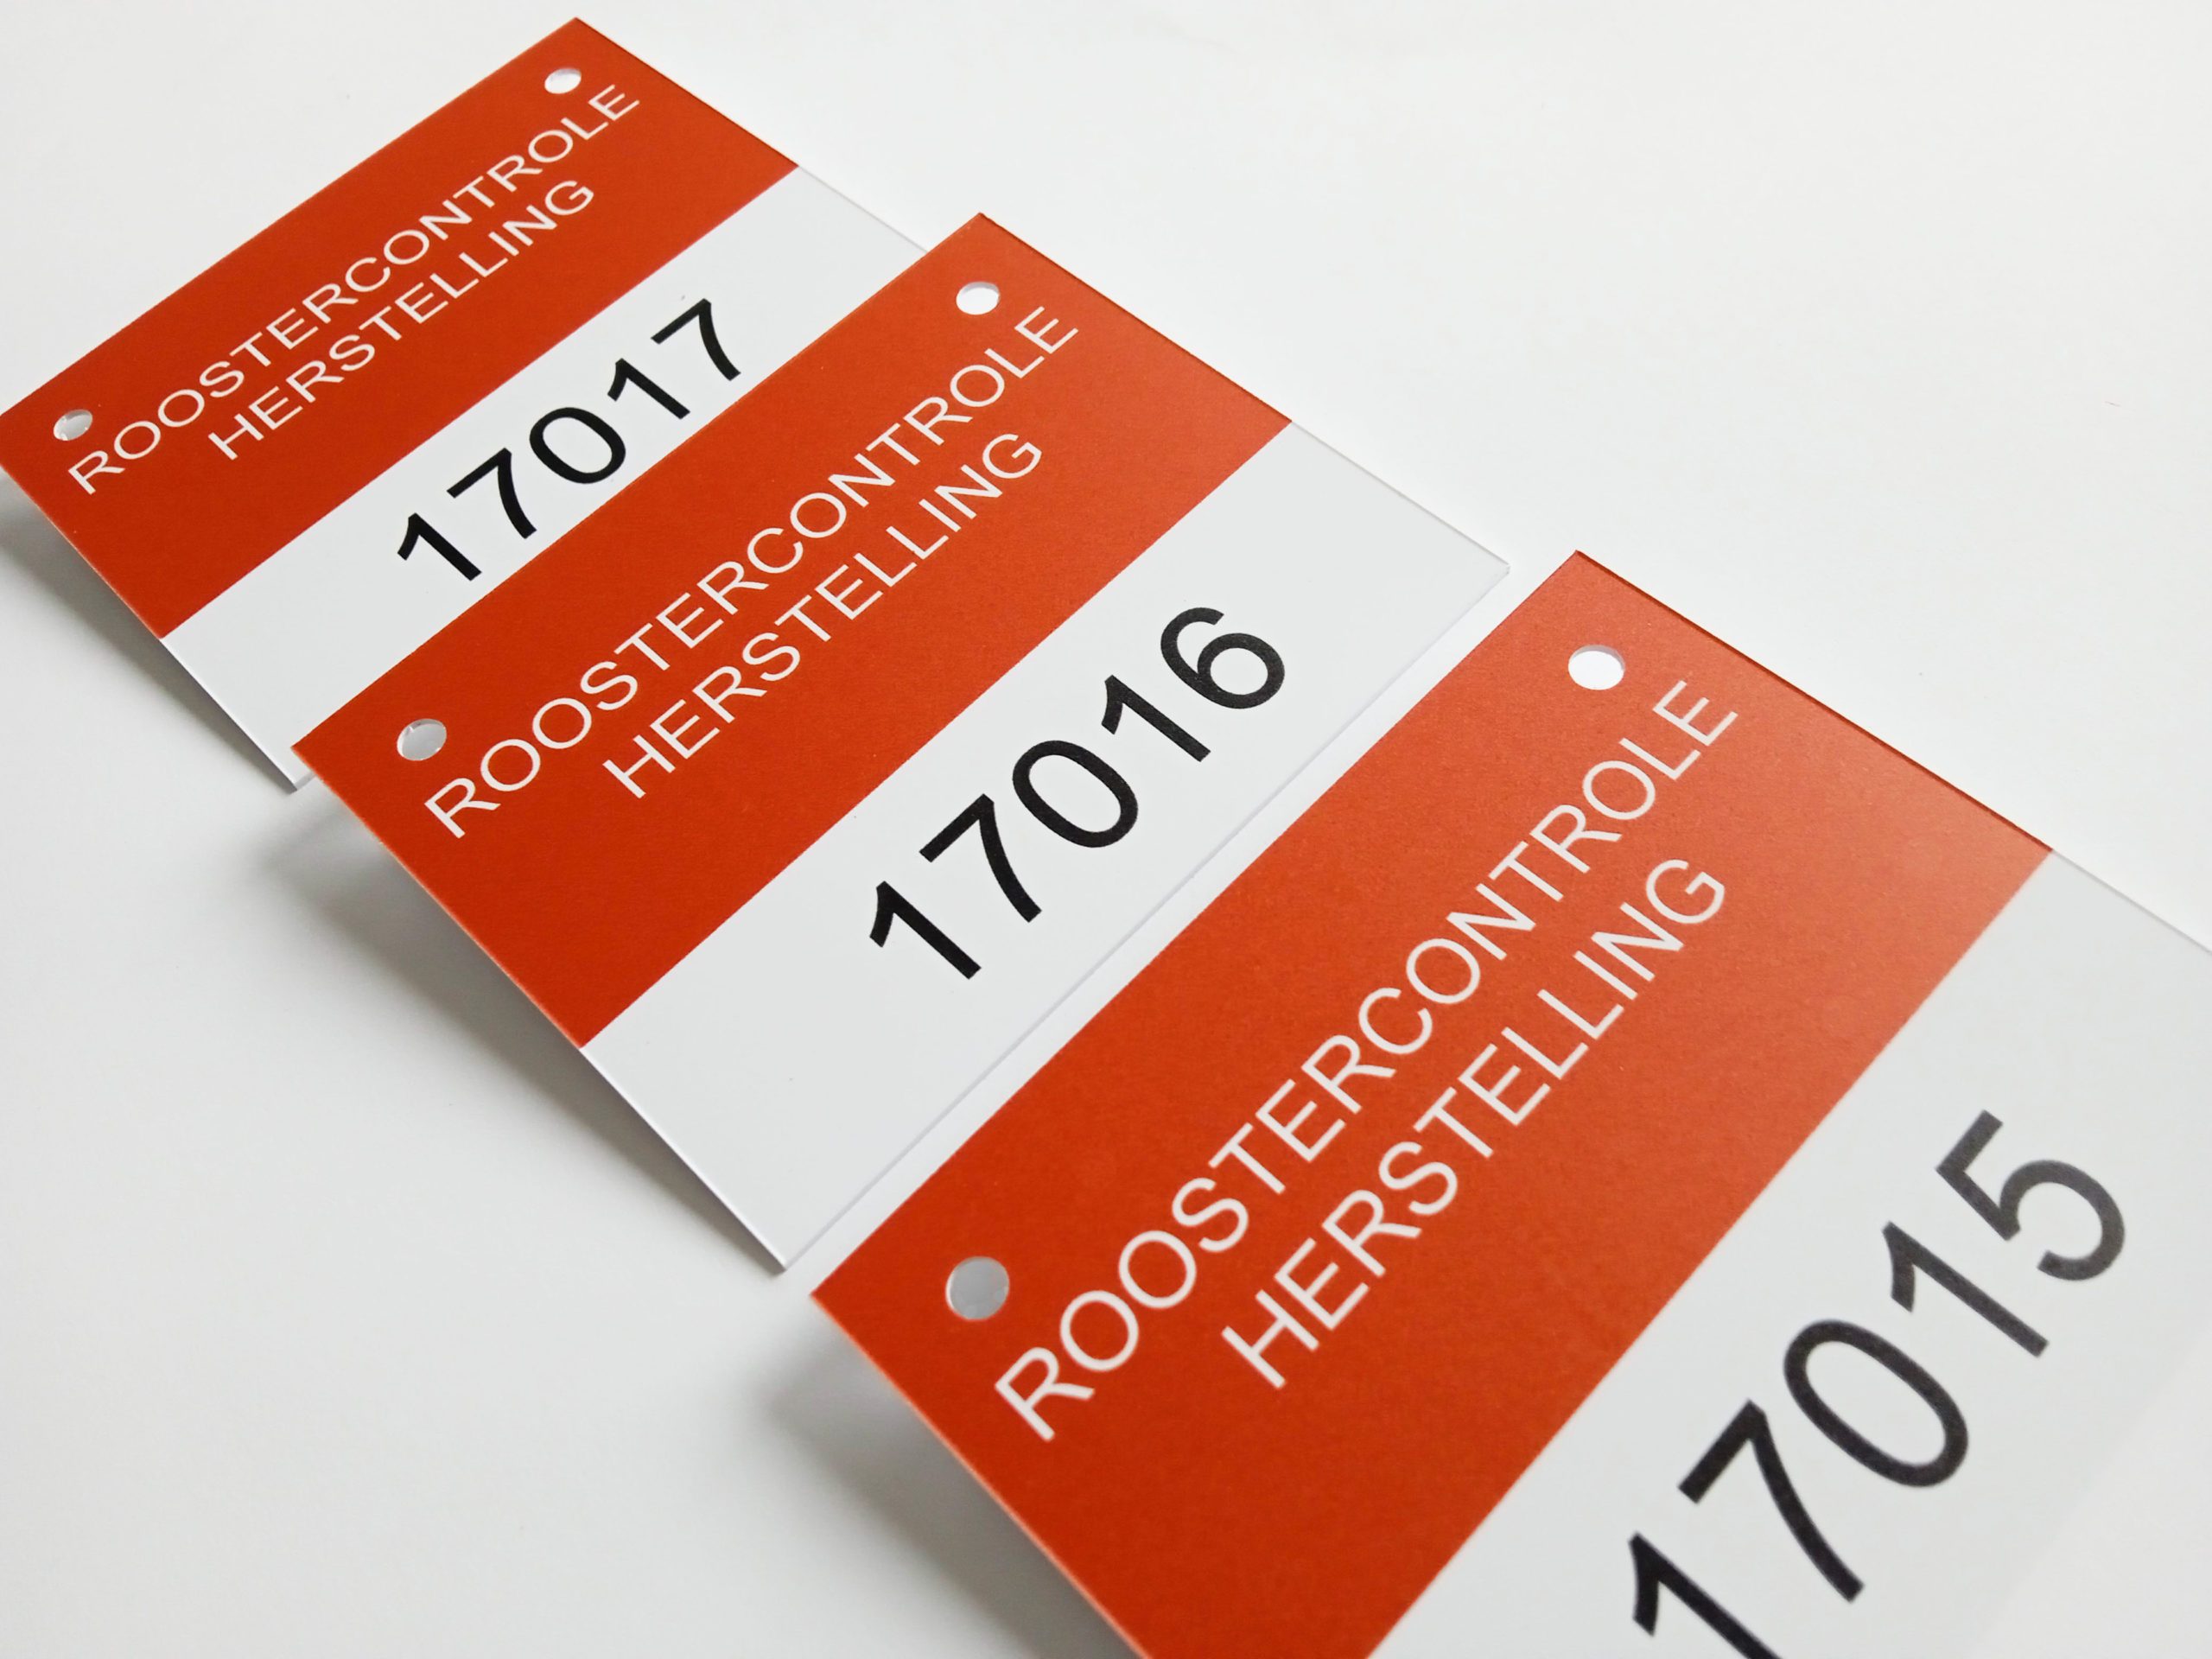 ROOSTERCONTROLE
HERSTELLING
17017
ROOSTERCONTROLE
HERSTELLING
17016
ROOSTERCONTROLE
HERSTELLING
17015